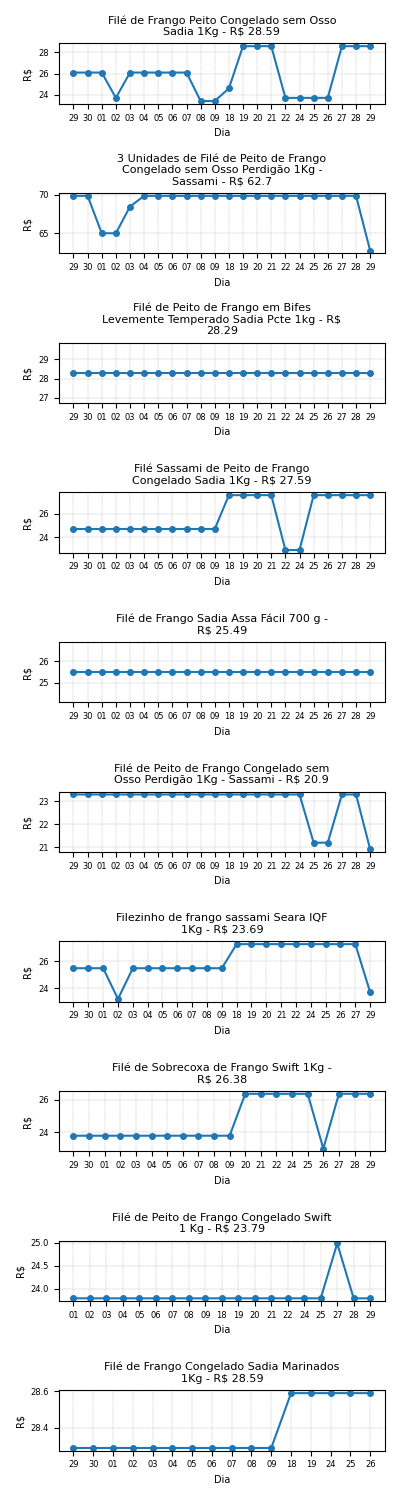 Filé de Frango Peito Congelado sem Osso
Sadia 1Kg - R$ 28.59
28
26
24
R$
29 30 01 02 03 04 05 06 07 08 09 18 19 20 21 22 24 25 26 27 28 29
Dia
3 Unidades de Filé de Peito de Frango
Congelado sem Osso Perdigão 1Kg -
Sassami - R$ 62.7
70
65
R$
29 30 01 02 03 04 05 06 07 08 09 18 19 20 21 22 24 25 26 27 28 29
Dia
Filé de Peito de Frango em Bifes
Levemente Temperado Sadia Pcte 1kg - R$
28.29
29
28
27
R$
29 30 01 02 03 04 05 06 07 08 09 18 19 20 21 22 24 25 26 27 28 29
Dia
Filé Sassami de Peito de Frango
Congelado Sadia 1Kg - R$ 27.59
26
24
R$
29 30 01 02 03 04 05 06 07 08 09 18 19 20 21 22 24 25 26 27 28 29
Dia
Filé de Frango Sadia Assa Fácil 700 g -
R$ 25.49
26
25
R$
29 30 01 02 03 04 05 06 07 08 09 18 19 20 21 22 24 25 26 27 28 29
Dia
Filé de Peito de Frango Congelado sem
Osso Perdigão 1Kg - Sassami - R$ 20.9
23
22
21
R$
29 30 01 02 03 04 05 06 07 08 09 18 19 20 21 22 24 25 26 27 28 29
Dia
Filezinho de frango sassami Seara IQF
1Kg - R$ 23.69
26
24
R$
29 30 01 02 03 04 05 06 07 08 09 18 19 20 21 22 24 25 26 27 29
Dia
Filé de Sobrecoxa de Frango Swift 1Kg -
R$ 26.38
26
24
R$
29 30 01 02 03 04 05 06 07 08 09 20 21 22 24 25 26 27 28 29
Dia
Filé de Peito de Frango Congelado Swift
1 Kg - R$ 23.79
25.0
24.5
24.0
R$
01 02 03 04 05 06 07 08 09 18 19 20 21 22 24 25 27 28 29
Dia
Filé de Frango Congelado Sadia Marinados
1Kg - R$ 28.59
28.6
28.4
R$
29 30 01 02 03 04 05 06 07 08 09 18 19 24 25 26
Dia